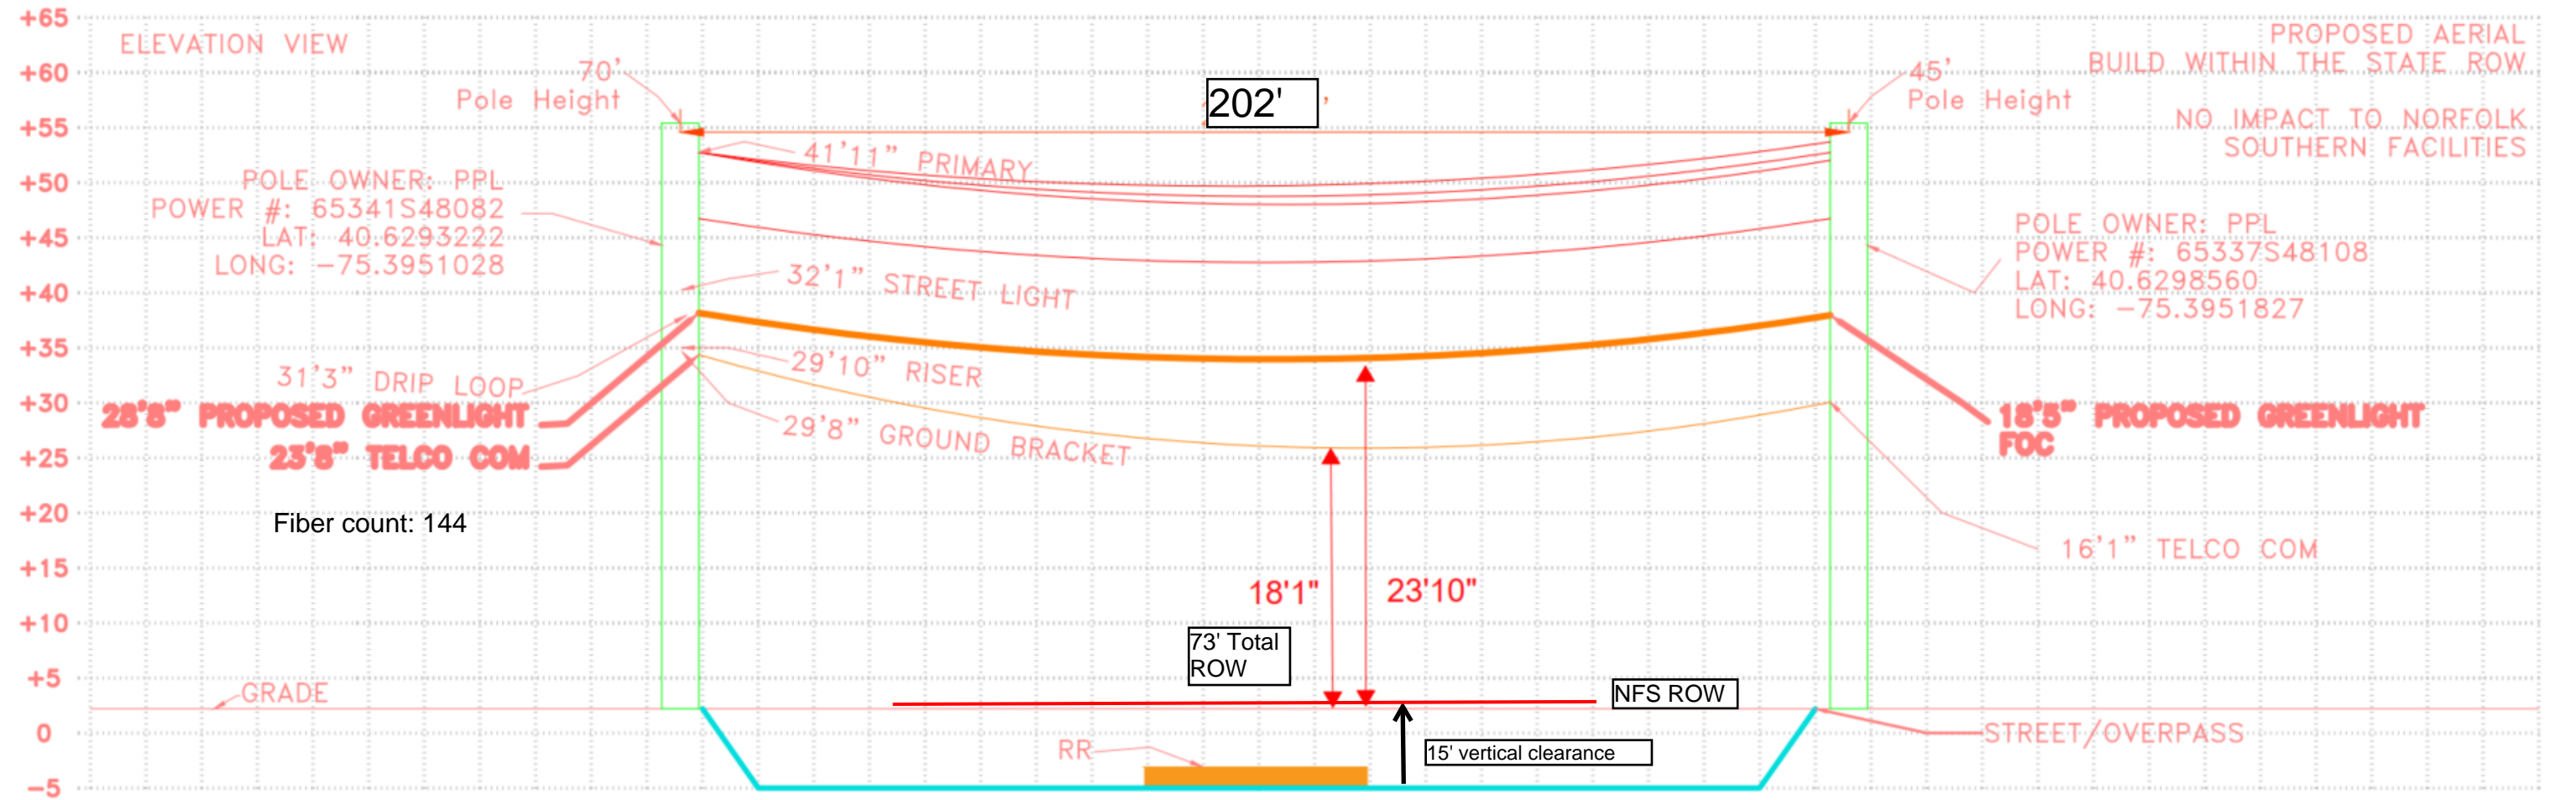 +65
+60
+55
+50
+45
+40
+35
+30
+25
+20
+15
+10
+5
0
−5
ELEVATION VIEW
70'
Pole Height
202'
'
45'
Pole Height
PROPOSED AERIAL
BUILD WITHIN THE STATE ROW
NO IMPACT TO NORFOLK
SOUTHERN FACILITIES
41'11" PRIMARY
POLE OWNER: PPL
POWER #: 65341S48082
LAT: 40.6293222
LONG: −75.3951028
POLE OWNER: PPL
POWER #: 65337S48108
LAT: 40.6298560
LONG: −75.3951827
32'1" STREET LIGHT
31'3" DRIP LOOP
29'10" RISER
28'8" PROPOSED GREENLIGHT
23'8" TELCO COM
29'8" GROUND BRACKET
18'5" PROPOSED GREENLIGHT
FOC
Fiber count: 144
16'1" TELCO COM
18'1"
23'10"
73' Total
ROW
GRADE
NFS ROW
STREET/OVERPASS
RR
15' vertical clearance